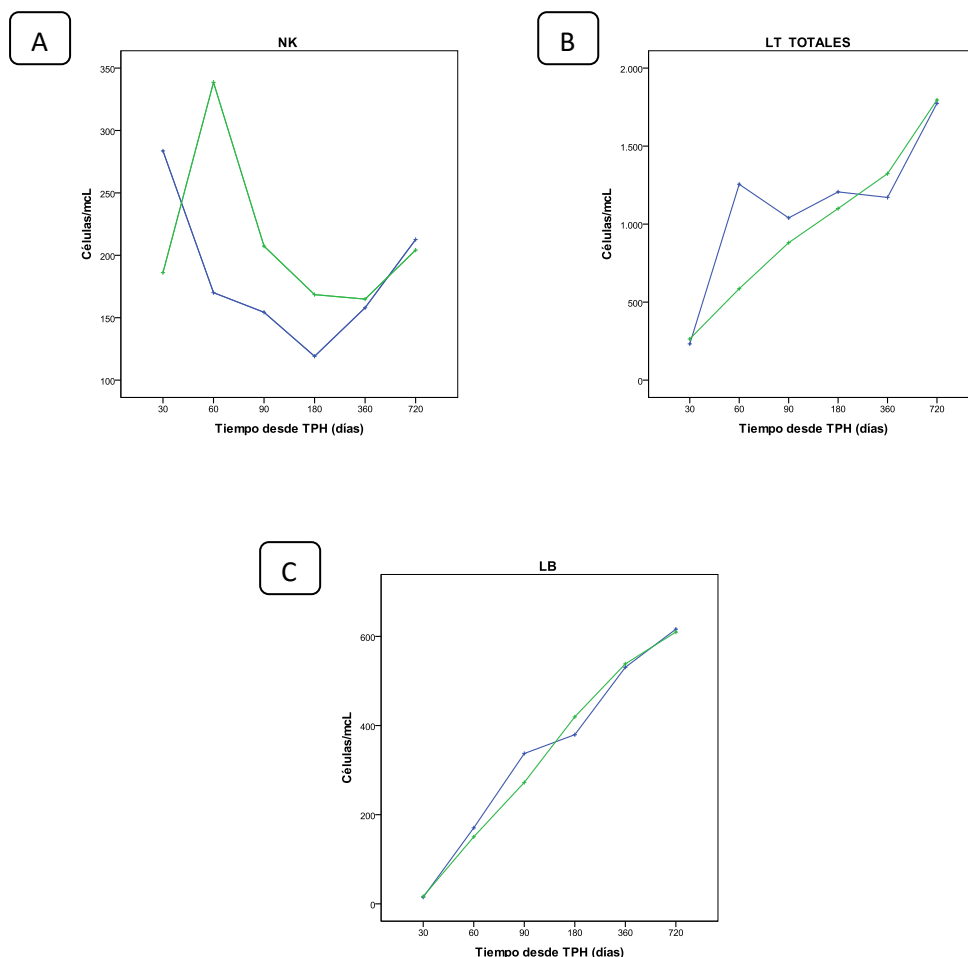 A
NK
Células/mcL
350
300
250
200
150
100
30 60 90 180 360 720
Tiempo desde TPH (días)
B
LT TOTALES
Células/mcL
2.000
1.500
1.000
500
0
30 60 90 180 360 720
Tiempo desde TPH (días)
C
LB
Células/mcL
600
400
200
0
30 60 90 180 360 720
Tiempo desde TPH (días)